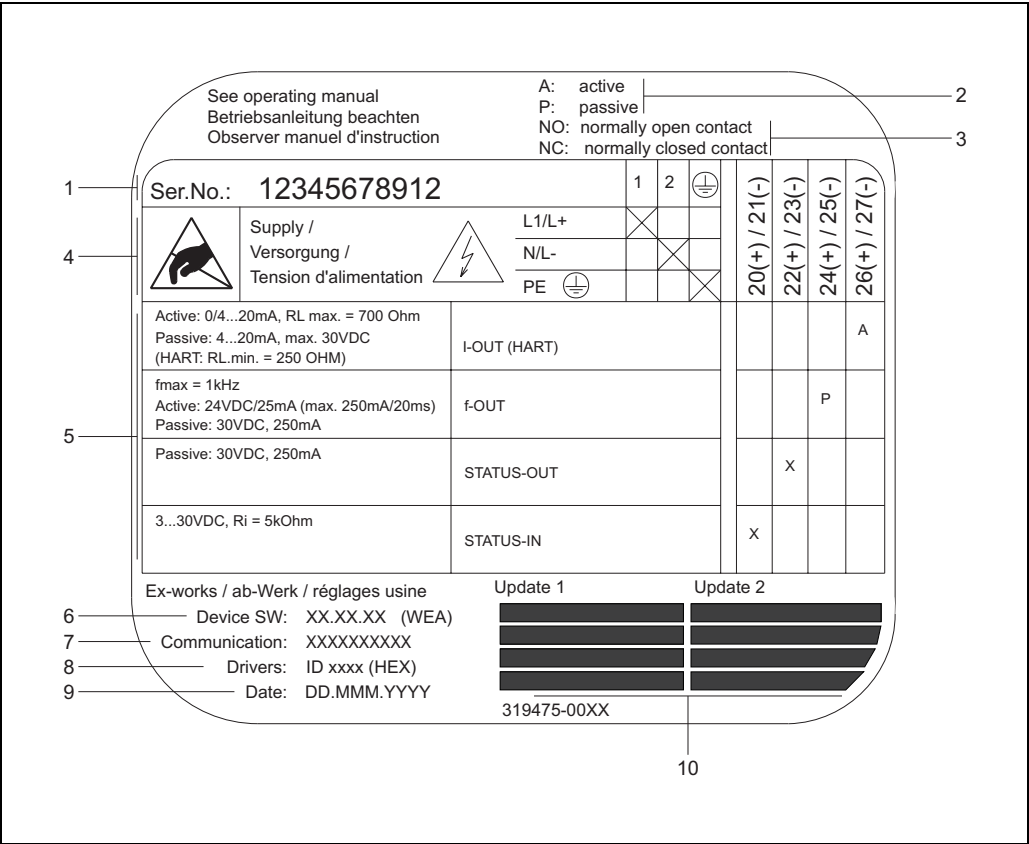 See operating manual
Betriebsanleitung beachten
Observer manuel d'instruction
A: active
P: passive
NO: normally open contact
NC: normally closed contact
2
3
1
Ser.No.: 12345678912
1 2
20(+) / 21(-)
22(+) / 23(-)
24(+) / 25(-)
26(+) / 27(-)
4
Supply /
Versorgung /
Tension d'alimentation
L1/L+
N/L-
PE
5
Active: 0/4...20mA, RL max. = 700 Ohm
Passive: 4...20mA, max. 30VDC
(HART: RL.min. = 250 OHM)
I-OUT (HART)
A
fmax = 1kHz
Active: 24VDC/25mA (max. 250mA/20ms)
Passive: 30VDC, 250mA
f-OUT
P
Passive: 30VDC, 250mA
STATUS-OUT
X
3...30VDC, Ri = 5kOhm
STATUS-IN
X
Ex-works / ab-Werk / réglages usine
Update 1
Update 2
6
Device SW: XX.XX.XX (WEA)
7
Communication: XXXXXXXXXX
8
Drivers: ID xxxx (HEX)
9
Date: DD.MMM.YYYY
319475-00XX
10